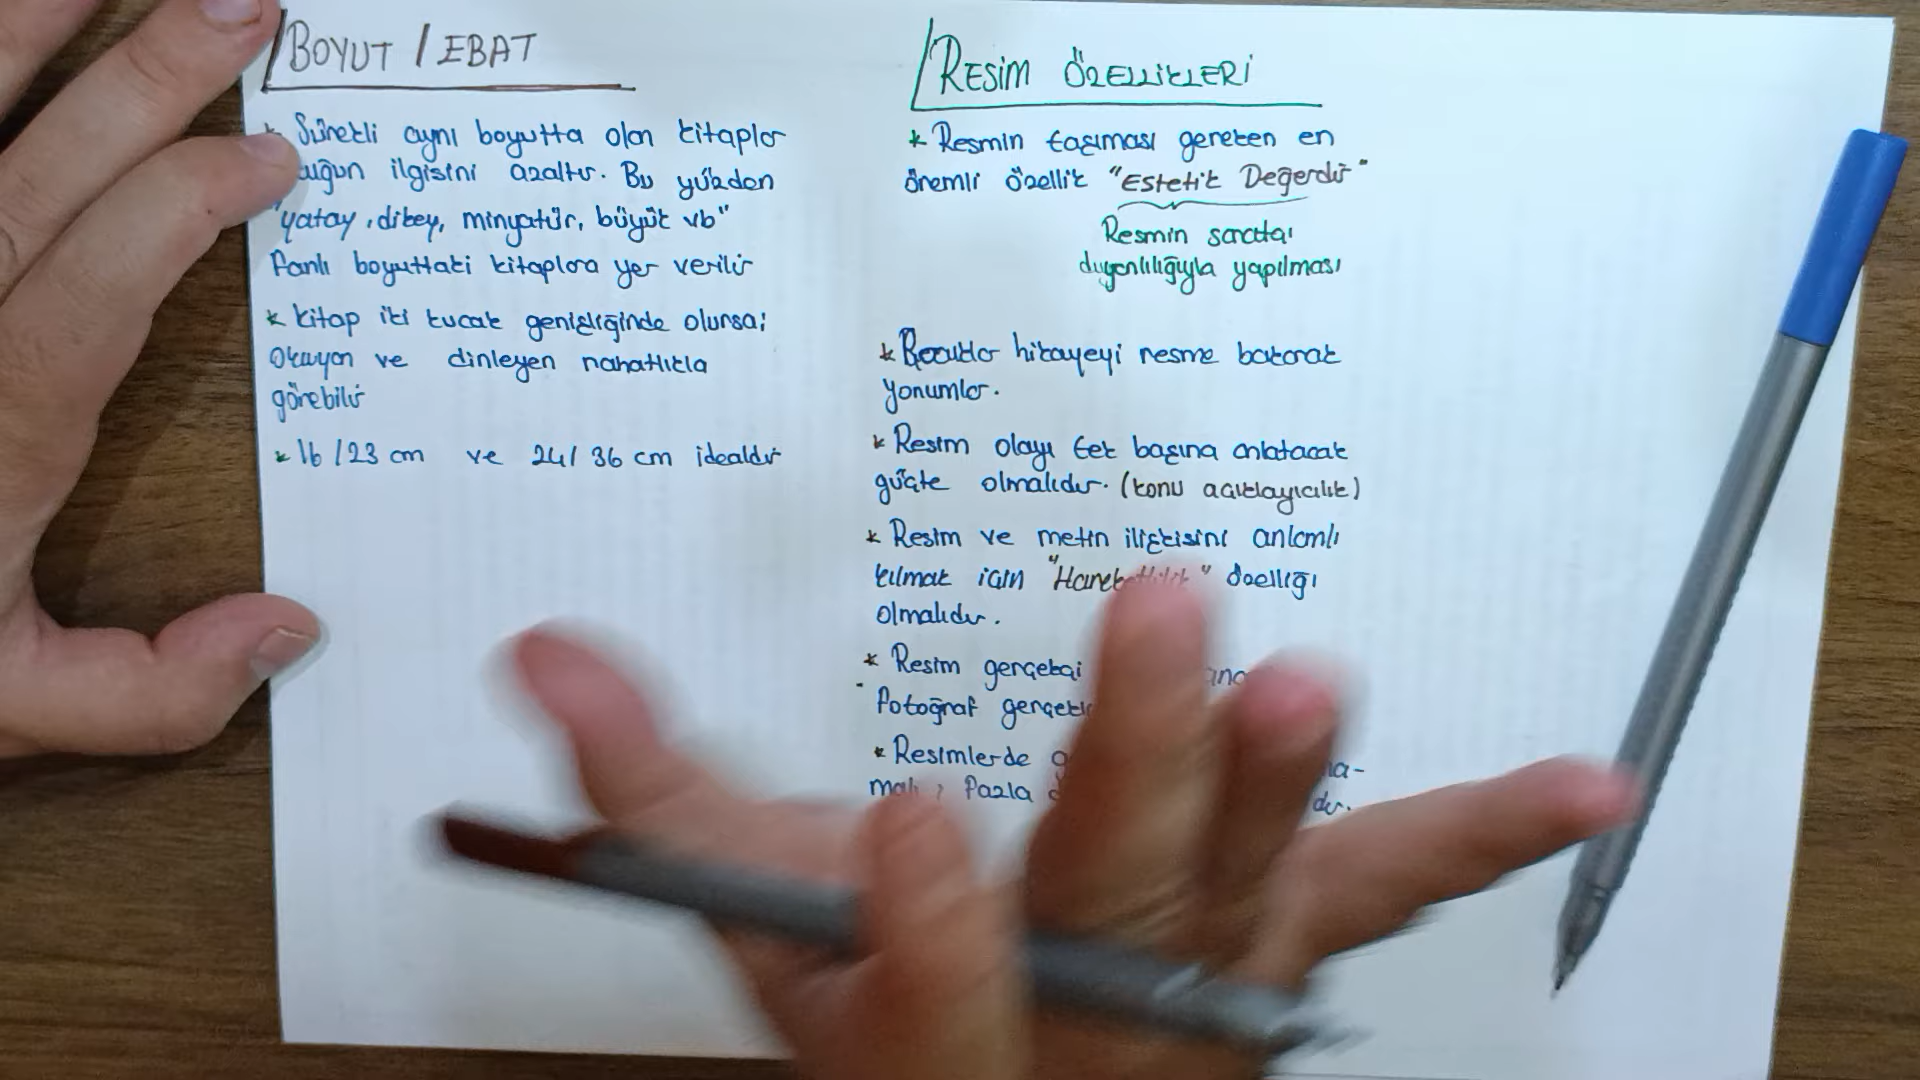 BOYUT / EBAT
* Sürekli aynı boyutta olan kitaplar
ilgisini azaltır. Bu yüzden
"yatay, dikey, minyatür, büyük vb"
farklı boyuttaki kitaplara yer verilir
* kitap iki kucak genişliğinde olursa;
Okuyan ve dinleyen rahatlıkla
görebilir
* 16/23 cm ve 24/36 cm idealdir
RESİM ÖZELLİKLERİ
* Resmin taşıması gereken en
önemli özellik "Estetik Değerdir"
Resmin sanatta
duyarlılığıyla yapılması
* Çocuklar hikayeyi resme bakarak
yorumlar.
* Resim olayı tek başına anlatacak
güçte olmalıdır. (konu açıklayıcılık)
* Resim ve metin ilişkisini anlamlı
kılmak için "Hareketlilik" özelliği
olmalıdır.
* Resim gerçekçi
fotoğraf
* Resimlerde
malı, fazla